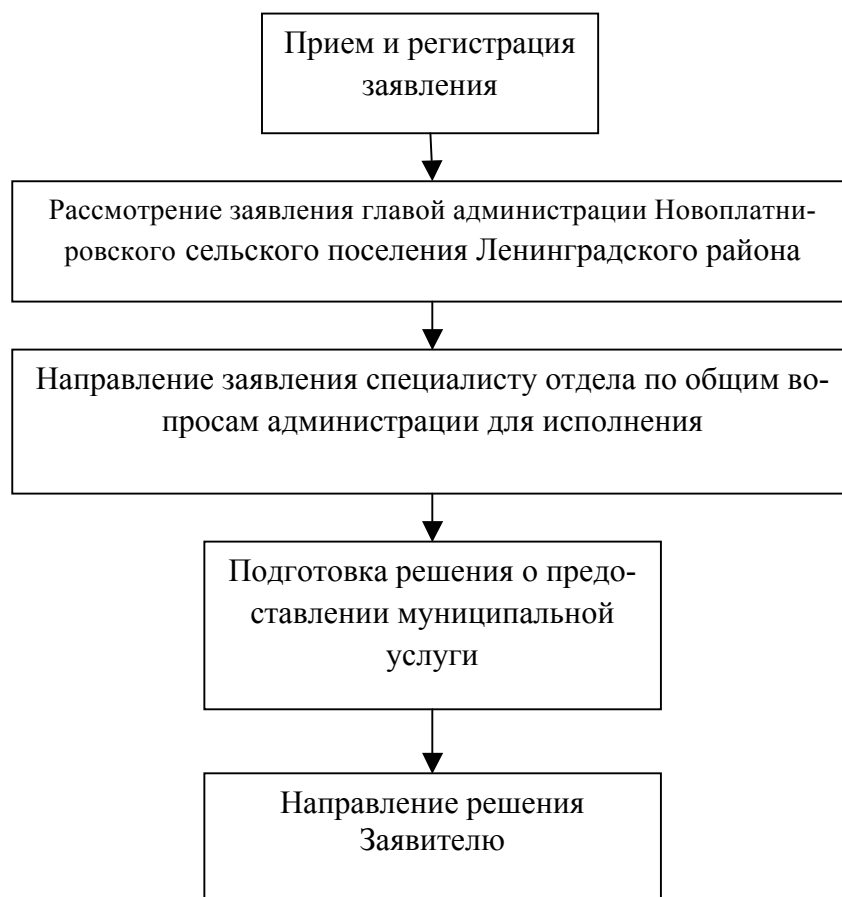 Прием и регистрация
заявления
Рассмотрение заявления главой администрации Новоплатни-
ровского сельского поселения Ленинградского района
Направление заявления специалисту отдела по общим во-
просам администрации для исполнения
Подготовка решения о предо-
ставлении муниципальной
услуги
Направление решения
Заявителю